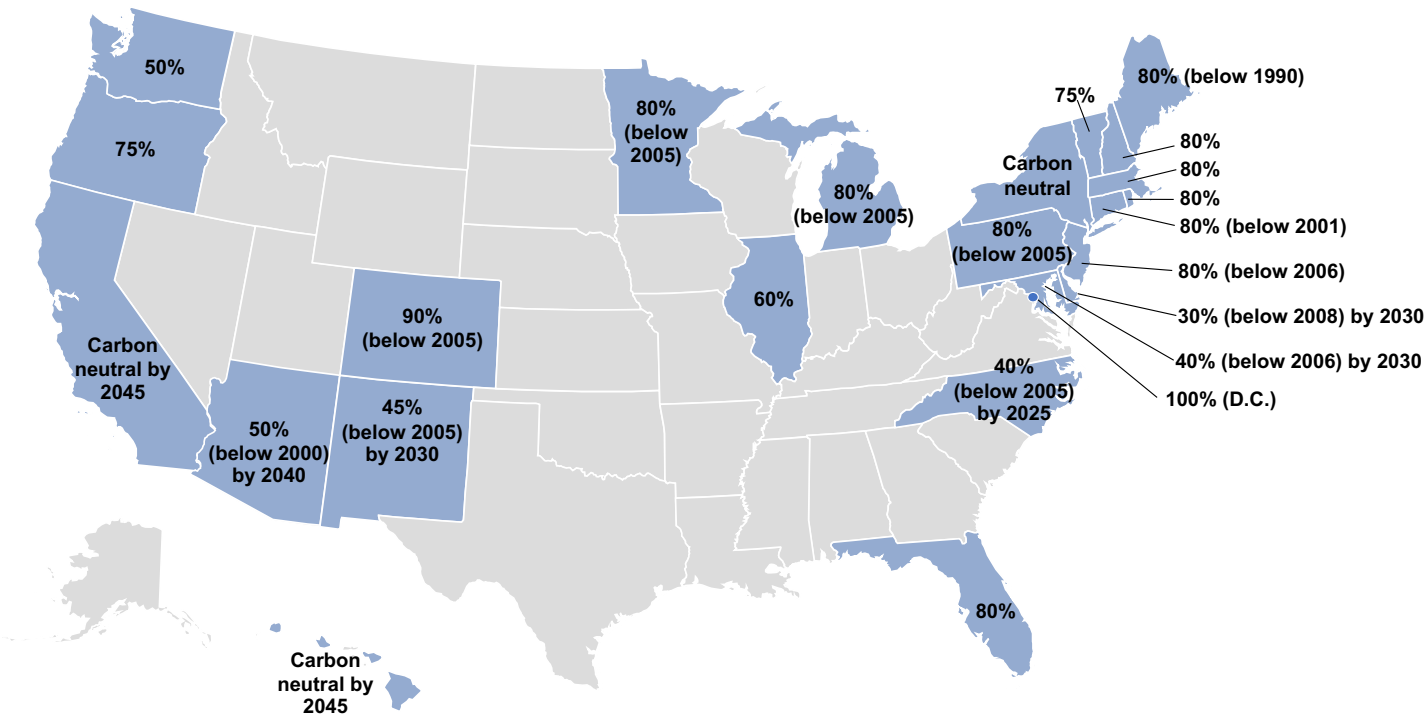 50%
75%
Carbon
neutral by
2045
50%
(below 2000)
by 2040
45%
(below 2005)
by 2030
90%
(below 2005)
80%
(below
2005)
60%
80%
(below 2005)
Carbon
neutral
80%
(below 2005)
40%
(below 2005)
by 2025
80%
Carbon
neutral by
2045
75%
80% (below 1990)
80%
80%
80%
80% (below 2001)
80% (below 2006)
30% (below 2008) by 2030
40% (below 2006) by 2030
100% (D.C.)